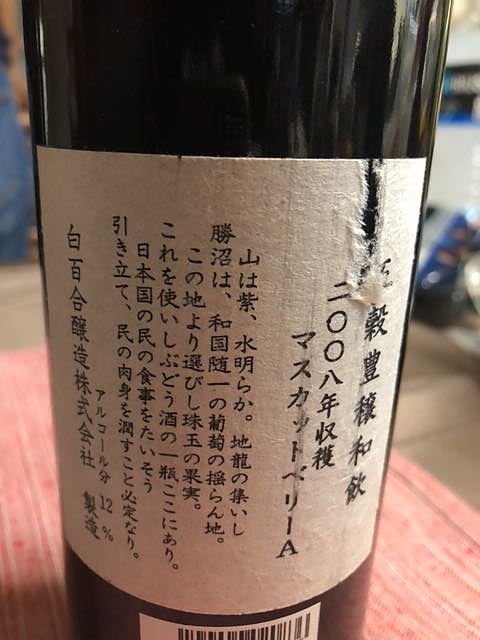 五穀豊穣和飲
二〇〇八年収穫
マスカットベリーA
山は紫、水明らか。地龍の集いし
勝沼は、和国随一の葡萄の揺らん地。
この地より選びし珠玉の果実。
これを使いしぶどう酒の一瓶ここにあり。
日本国の民の食事をたいそう
引き立て、民の肉身を潤すこと必定なり。
アルコール分 12 %
白百合醸造株式会社 製造